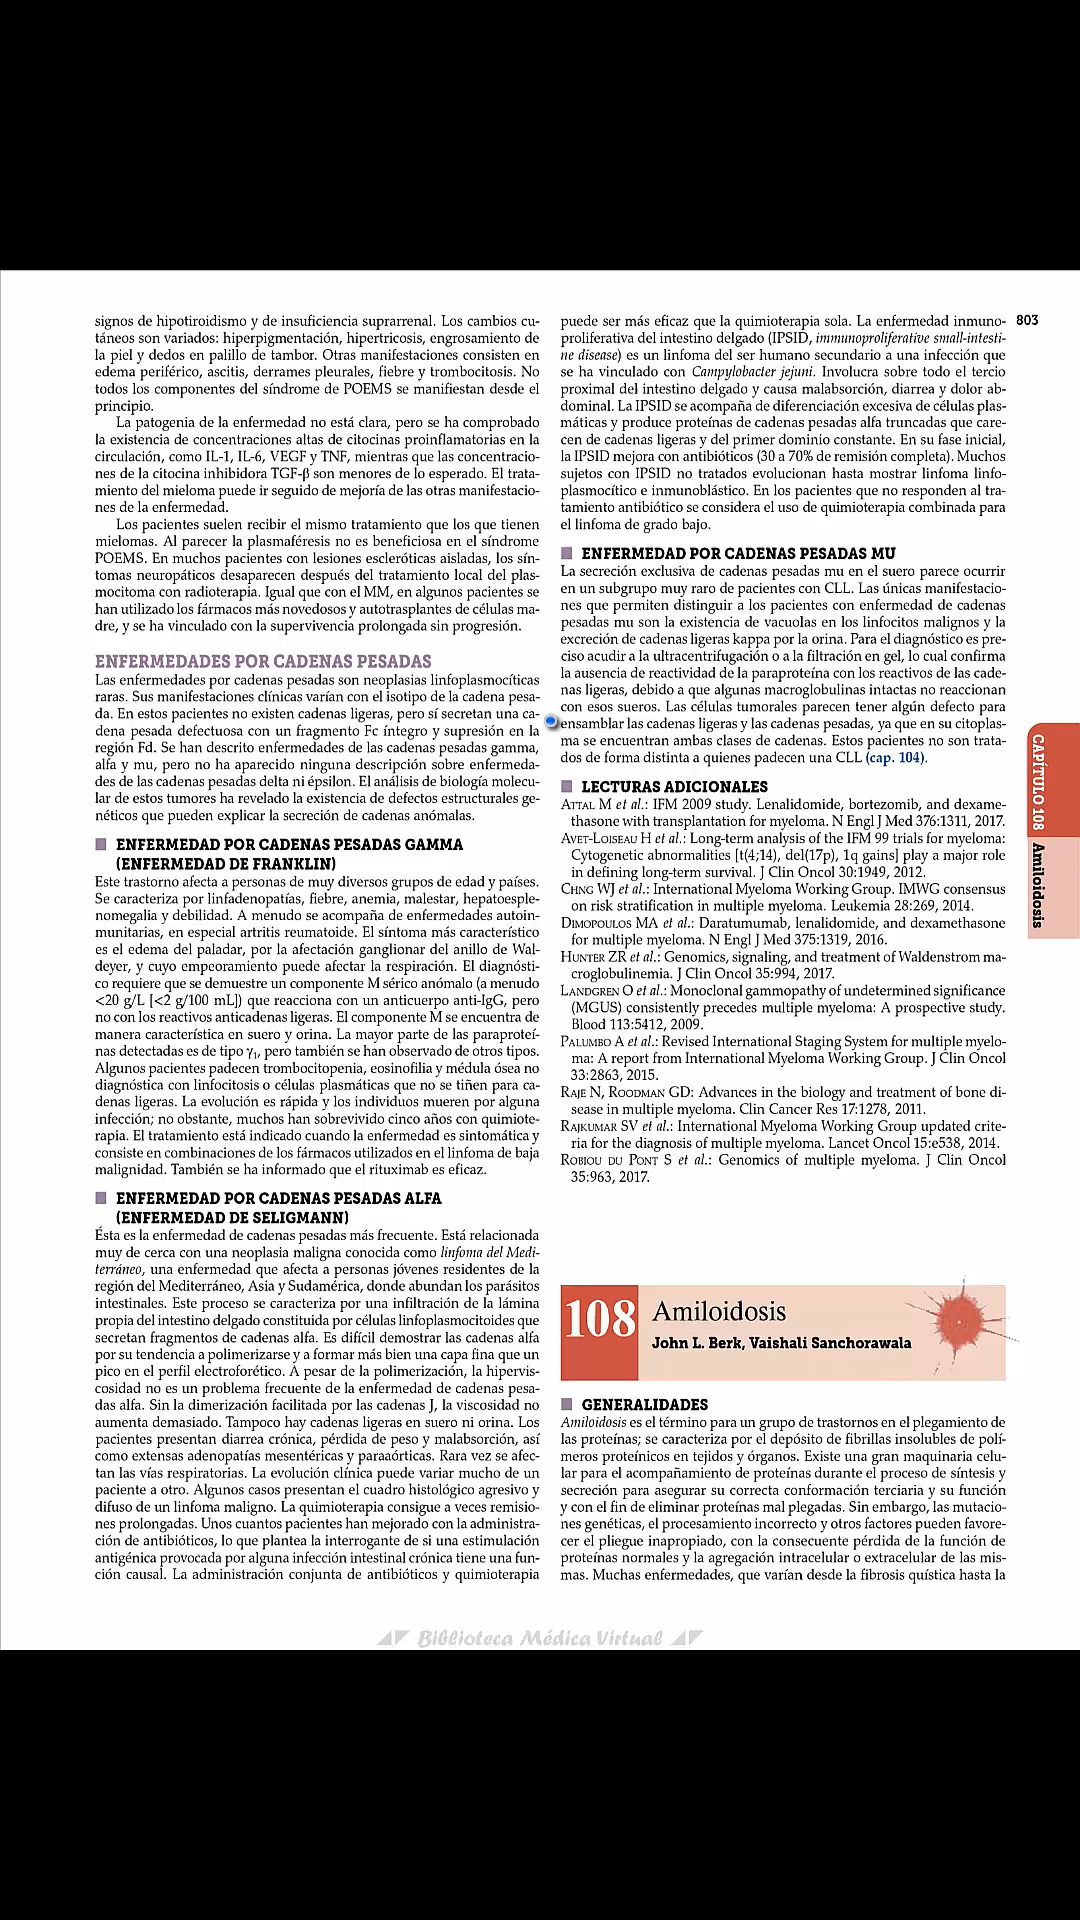 signos de hipotiroidismo y de insuficiencia suprarrenal. Los cambios cu-
táneos son variados: hiperpigmentación, hipertricosis, engrosamiento de
la piel y dedos en palillo de tambor. Otras manifestaciones consisten en
edema periférico, ascitis, derrames pleurales, fiebre y trombocitosis. No
todos los componentes del síndrome de POEMS se manifiestan desde el
principio.
La patogenia de la enfermedad no está clara, pero se ha comprobado
la existencia de concentraciones altas de citocinas proinflamatorias en la
circulación, como IL-1, IL-6, VEGF y TNF, mientras que las concentracio-
nes de la citocina inhibidora TGF-β son menores de lo esperado. El trata-
miento del mieloma puede ir seguido de mejoría de las otras manifestacio-
nes de la enfermedad.
Los pacientes suelen recibir el mismo tratamiento que los que tienen
mielomas. Al parecer la plasmaféresis no es beneficiosa en el síndrome
POEMS. En muchos pacientes con lesiones escleróticas aisladas, los sín-
tomas neuropáticos desaparecen después del tratamiento local del plas-
mocitoma con radioterapia. Igual que con el MM, en algunos pacientes se
han utilizado los fármacos más novedosos y autotrasplantes de células ma-
dre, y se ha vinculado con la supervivencia prolongada sin progresión.
ENFERMEDADES POR CADENAS PESADAS
Las enfermedades por cadenas pesadas son neoplasias linfoplasmocíticas
raras. Sus manifestaciones clínicas varían con el isotipo de la cadena pesa-
da. En estos pacientes no existen cadenas ligeras, pero sí secretan una ca-
dena pesada defectuosa con un fragmento Fc íntegro y supresión en la
región Fd. Se han descrito enfermedades de las cadenas pesadas gamma,
alfa y mu, pero no ha aparecido ninguna descripción sobre enfermeda-
des de las cadenas pesadas delta ni épsilon. El análisis de biología molecu-
lar de estos tumores ha revelado la existencia de defectos estructurales ge-
néticos que pueden explicar la secreción de cadenas anómalas.
ENFERMEDAD POR CADENAS PESADAS GAMMA
(ENFERMEDAD DE FRANKLIN)
Este trastorno afecta a personas de muy diversos grupos de edad y países.
Se caracteriza por linfadenopatías, fiebre, anemia, malestar, hepatoesple-
nomegalia y debilidad. A menudo se acompaña de enfermedades autoin-
munitarias, en especial artritis reumatoide. El síntoma más característico
es el edema del paladar, por la afectación ganglionar del anillo de Wal-
deyer, y cuyo empeoramiento puede afectar la respiración. El diagnósti-
co requiere que se demuestre un componente M sérico anómalo (a menudo
<20 g/L [<2 g/100 mL]) que reacciona con un anticuerpo anti-IgG, pero
no con los reactivos anticadenas ligeras. El componente M se encuentra de
manera característica en suero y orina. La mayor parte de las paraproteí-
nas detectadas es de tipo γ₁, pero también se han observado de otros tipos.
Algunos pacientes padecen trombocitopenia, eosinofilia y médula ósea no
diagnóstica con linfocitosis o células plasmáticas que no se tiñen para ca-
denas ligeras. La evolución es rápida y los individuos mueren por alguna
infección; no obstante, muchos han sobrevivido cinco años con quimiote-
rapia. El tratamiento está indicado cuando la enfermedad es sintomática y
consiste en combinaciones de los fármacos utilizados en el linfoma de baja
malignidad. También se ha informado que el rituximab es eficaz.
ENFERMEDAD POR CADENAS PESADAS ALFA
(ENFERMEDAD DE SELIGMANN)
Ésta es la enfermedad de cadenas pesadas más frecuente. Está relacionada
muy de cerca con una neoplasia maligna conocida como linfoma del Medi-
terráneo, una enfermedad que afecta a personas jóvenes residentes de la
región del Mediterráneo, Asia y Sudamérica, donde abundan los parásitos
intestinales. Este proceso se caracteriza por una infiltración de la lámina
propia del intestino delgado constituida por células linfoplasmocitoides que
secretan fragmentos de cadenas alfa. Es difícil demostrar las cadenas alfa
por su tendencia a polimerizarse y a formar más bien una capa fina que un
pico en el perfil electroforético. A pesar de la polimerización, la hipervis-
cosidad no es un problema frecuente de la enfermedad de cadenas pesa-
das alfa. Sin la dimerización facilitada por las cadenas J, la viscosidad no
aumenta demasiado. Tampoco hay cadenas ligeras en suero ni orina. Los
pacientes presentan diarrea crónica, pérdida de peso y malabsorción, así
como extensas adenopatías mesentéricas y paraaórticas. Rara vez se afec-
tan las vías respiratorias. La evolución clínica puede variar mucho de un
paciente a otro. Algunos casos presentan el cuadro histológico agresivo y
difuso de un linfoma maligno. La quimioterapia consigue a veces remisio-
nes prolongadas. Unos cuantos pacientes han mejorado con la administra-
ción de antibióticos, lo que plantea la interrogante de si una estimulación
antigénica provocada por alguna infección intestinal crónica tiene una fun-
ción causal. La administración conjunta de antibióticos y quimioterapia
puede ser más eficaz que la quimioterapia sola. La enfermedad inmuno-
proliferativa del intestino delgado (IPSID, immunoproliferative small-intesti-
ne disease) es un linfoma del ser humano secundario a una infección que
se ha vinculado con Campylobacter jejuni. Involucra sobre todo el tercio
proximal del intestino delgado y causa malabsorción, diarrea y dolor ab-
dominal. La IPSID se acompaña de diferenciación excesiva de células plas-
máticas y produce proteínas de cadenas pesadas alfa truncadas que care-
cen de cadenas ligeras y del primer dominio constante. En su fase inicial,
la IPSID mejora con antibióticos (30 a 70% de remisión completa). Muchos
sujetos con IPSID no tratados evolucionan hasta mostrar linfoma linfo-
plasmocítico e inmunoblástico. En los pacientes que no responden al tra-
tamiento antibiótico se considera el uso de quimioterapia combinada para
el linfoma de grado bajo.
ENFERMEDAD POR CADENAS PESADAS MU
La secreción exclusiva de cadenas pesadas mu en el suero parece ocurrir
en un subgrupo muy raro de pacientes con CLL. Las únicas manifestacio-
nes que permiten distinguir a los pacientes con enfermedad de cadenas
pesadas mu son la existencia de vacuolas en los linfocitos malignos y la
excreción de cadenas ligeras kappa por la orina. Para el diagnóstico es pre-
ciso acudir a la ultracentrifugación o a la filtración en gel, lo cual confirma
la ausencia de reactividad de la paraproteína con los reactivos de las cade-
nas ligeras, debido a que algunas macroglobulinas intactas no reaccionan
con esos sueros. Las células tumorales parecen tener algún defecto para
ensamblar las cadenas ligeras y las cadenas pesadas, ya que en su citoplas-
ma se encuentran ambas clases de cadenas. Estos pacientes no son trata-
dos de forma distinta a quienes padecen una CLL (cap. 104).
LECTURAS ADICIONALES
Attal M et al.: IFM 2009 study. Lenalidomide, bortezomib, and dexame-
thasone with transplantation for myeloma. N Engl J Med 376:1311, 2017.
Avet-Loiseau H et al.: Long-term analysis of the IFM 99 trials for myeloma:
Cytogenetic abnormalities [t(4;14), del(17p), 1q gains] play a major role
in defining long-term survival. J Clin Oncol 30:1949, 2012.
Chng WJ et al.: International Myeloma Working Group. IMWG consensus
on risk stratification in multiple myeloma. Leukemia 28:269, 2014.
Dimopoulos MA et al.: Daratumumab, lenalidomide, and dexamethasone
for multiple myeloma. N Engl J Med 375:1319, 2016.
Hunter ZR et al.: Genomics, signaling, and treatment of Waldenstrom ma-
croglobulinemia. J Clin Oncol 35:994, 2017.
Landgren O et al.: Monoclonal gammopathy of undetermined significance
(MGUS) consistently precedes multiple myeloma: A prospective study.
Blood 113:5412, 2009.
Palumbo A et al.: Revised International Staging System for multiple myelo-
ma: A report from International Myeloma Working Group. J Clin Oncol
33:2863, 2015.
Raje N, Roodman GD: Advances in the biology and treatment of bone di-
sease in multiple myeloma. Clin Cancer Res 17:1278, 2011.
Rajkumar SV et al.: International Myeloma Working Group updated crite-
ria for the diagnosis of multiple myeloma. Lancet Oncol 15:e538, 2014.
Robiou du Pont S et al.: Genomics of multiple myeloma. J Clin Oncol
35:963, 2017.
108 Amiloidosis
John L. Berk, Vaishali Sanchorawala
GENERALIDADES
Amiloidosis es el término para un grupo de trastornos en el plegamiento de
las proteínas; se caracteriza por el depósito de fibrillas insolubles de polí-
meros proteínicos en tejidos y órganos. Existe una gran maquinaria celu-
lar para el acompañamiento de proteínas durante el proceso de síntesis y
secreción para asegurar su correcta conformación terciaria y su función
y con el fin de eliminar proteínas mal plegadas. Sin embargo, las mutacio-
nes genéticas, el procesamiento incorrecto y otros factores pueden favore-
cer el pliegue inapropiado, con la consecuente pérdida de la función de
proteínas normales y la agregación intracelular o extracelular de las mis-
mas. Muchas enfermedades, que varían desde la fibrosis quística hasta la
803
CAPÍTULO 108
Amiloidosis
Biblioteca Médica Virtual